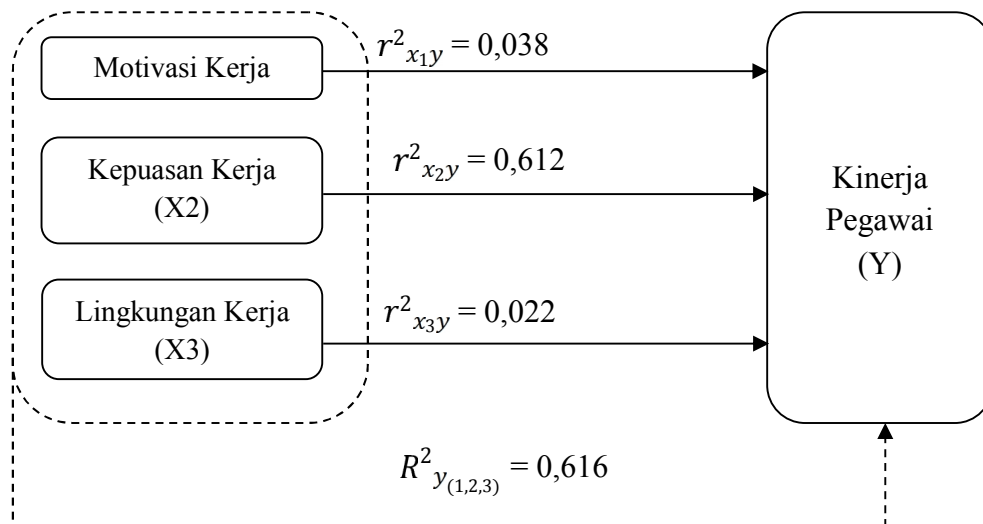 Motivasi Kerja
r²ₓ₁y = 0,038
Kepuasan Kerja
(X2)
r²ₓ₂y = 0,612
Lingkungan Kerja
(X3)
r²ₓ₃y = 0,022
Kinerja
Pegawai
(Y)
R²y₍₁,₂,₃₎ = 0,616